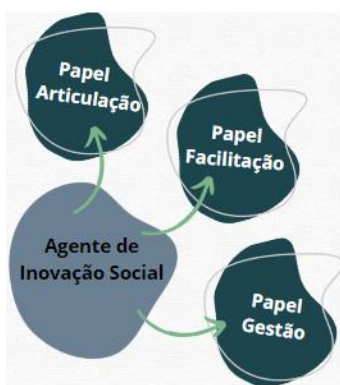 Papel
Articulação
Papel
Facilitação
Agente de
Inovação Social
Papel
Gestão